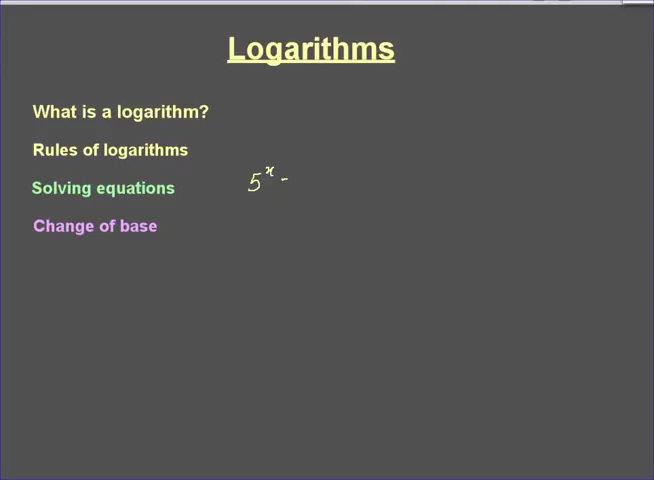 Logarithms
What is a logarithm?
Rules of logarithms
Solving equations 5^x -
Change of base